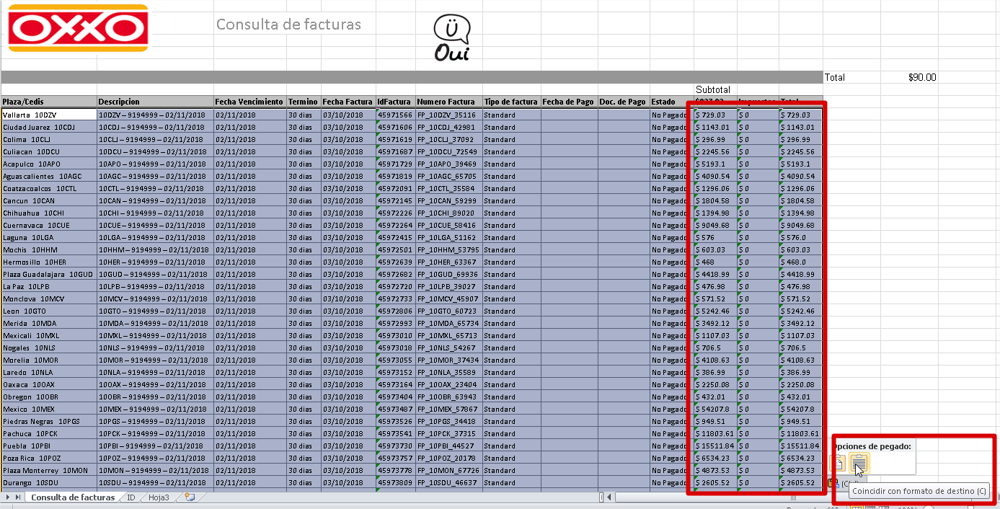 OXXO
Consulta de facturas
Ü
Oui
Total $90.00
Subtotal
Plaza/Cedis Descripcion Fecha Vencimiento Termino Fecha Factura IdFactura Numero Factura Tipo de factura Fecha de Pago Doc. de Pago Estado Total
Vallarta 10DZV 10DZV – 9194999 – 02/11/2018 02/11/2018 30 dias 03/10/2018 45971566 FP_10DZV_35116 Standard No Pagado $ 729.03 $ 0 $ 729.03
Ciudad Juarez 10CDJ 10CDJ – 9194999 – 02/11/2018 02/11/2018 30 dias 03/10/2018 45971606 FP_10CDJ_42981 Standard No Pagado $ 1143.01 $ 0 $ 1143.01
Colima 10CLJ 10CLJ – 9194999 – 02/11/2018 02/11/2018 30 dias 03/10/2018 45971619 FP_10CLJ_37092 Standard No Pagado $ 296.99 $ 0 $ 296.99
Culiacan 10DCU 10DCU – 9194999 – 02/11/2018 02/11/2018 30 dias 03/10/2018 45971687 FP_10DCU_72549 Standard No Pagado $ 2245.56 $ 0 $ 2245.56
Acapulco 10APO 10APO – 9194999 – 02/11/2018 02/11/2018 30 dias 03/10/2018 45971729 FP_10APO_39469 Standard No Pagado $ 5193.1 $ 0 $ 5193.1
Aguascalientes 10AGC 10AGC – 9194999 – 02/11/2018 02/11/2018 30 dias 03/10/2018 45971819 FP_10AGC_65705 Standard No Pagado $ 4090.54 $ 0 $ 4090.54
Coatzacoalcos 10CTL 10CTL – 9194999 – 02/11/2018 02/11/2018 30 dias 03/10/2018 45972091 FP_10CTL_35584 Standard No Pagado $ 1296.06 $ 0 $ 1296.06
Cancun 10CAN 10CAN – 9194999 – 02/11/2018 02/11/2018 30 dias 03/10/2018 45972145 FP_10CAN_59299 Standard No Pagado $ 1804.58 $ 0 $ 1804.58
Chihuahua 10CHI 10CHI – 9194999 – 02/11/2018 02/11/2018 30 dias 03/10/2018 45972226 FP_10CHI_89020 Standard No Pagado $ 1394.98 $ 0 $ 1394.98
Cuernavaca 10CUE 10CUE – 9194999 – 02/11/2018 02/11/2018 30 dias 03/10/2018 45972264 FP_10CUE_58416 Standard No Pagado $ 9049.68 $ 0 $ 9049.68
Laguna 10LGA 10LGA – 9194999 – 02/11/2018 02/11/2018 30 dias 03/10/2018 45972415 FP_10LGA_51162 Standard No Pagado $ 576 $ 0 $ 576.0
Mochis 10HHM 10HHM – 9194999 – 02/11/2018 02/11/2018 30 dias 03/10/2018 45972501 FP_10HHM_53795 Standard No Pagado $ 603.03 $ 0 $ 603.03
Hermosillo 10HER 10HER – 9194999 – 02/11/2018 02/11/2018 30 dias 03/10/2018 45972639 FP_10HER_63367 Standard No Pagado $ 468 $ 0 $ 468.0
Plaza Guadalajara 10GUD 10GUD – 9194999 – 02/11/2018 02/11/2018 30 dias 03/10/2018 45972682 FP_10GUD_69936 Standard No Pagado $ 4418.99 $ 0 $ 4418.99
La Paz 10LPB 10LPB – 9194999 – 02/11/2018 02/11/2018 30 dias 03/10/2018 45972720 FP_10LPB_39027 Standard No Pagado $ 476.98 $ 0 $ 476.98
Monclova 10MCV 10MCV – 9194999 – 02/11/2018 02/11/2018 30 dias 03/10/2018 45972733 FP_10MCV_45907 Standard No Pagado $ 571.52 $ 0 $ 571.52
Leon 10GTO 10GTO – 9194999 – 02/11/2018 02/11/2018 30 dias 03/10/2018 45972806 FP_10GTO_60723 Standard No Pagado $ 5242.46 $ 0 $ 5242.46
Merida 10MDA 10MDA – 9194999 – 02/11/2018 02/11/2018 30 dias 03/10/2018 45972993 FP_10MDA_65734 Standard No Pagado $ 3492.12 $ 0 $ 3492.12
Mexicali 10MXL 10MXL – 9194999 – 02/11/2018 02/11/2018 30 dias 03/10/2018 45973010 FP_10MXL_65713 Standard No Pagado $ 1107.03 $ 0 $ 1107.03
Nogales 10NLS 10NLS – 9194999 – 02/11/2018 02/11/2018 30 dias 03/10/2018 45973018 FP_10NLS_54267 Standard No Pagado $ 706.5 $ 0 $ 706.5
Morelia 10MOR 10MOR – 9194999 – 02/11/2018 02/11/2018 30 dias 03/10/2018 45973055 FP_10MOR_37434 Standard No Pagado $ 4108.63 $ 0 $ 4108.63
Laredo 10NLA 10NLA – 9194999 – 02/11/2018 02/11/2018 30 dias 03/10/2018 45973152 FP_10NLA_35589 Standard No Pagado $ 386.99 $ 0 $ 386.99
Oaxaca 10OAX 10OAX – 9194999 – 02/11/2018 02/11/2018 30 dias 03/10/2018 45973164 FP_10OAX_23404 Standard No Pagado $ 2250.08 $ 0 $ 2250.08
Obregon 10OBR 10OBR – 9194999 – 02/11/2018 02/11/2018 30 dias 03/10/2018 45973404 FP_10OBR_63943 Standard No Pagado $ 432.01 $ 0 $ 432.01
Mexico 10MEX 10MEX – 9194999 – 02/11/2018 02/11/2018 30 dias 03/10/2018 45973487 FP_10MEX_57867 Standard No Pagado $ 54207.8 $ 0 $ 54207.8
Piedras Negras 10PGS 10PGS – 9194999 – 02/11/2018 02/11/2018 30 dias 03/10/2018 45973526 FP_10PGS_34418 Standard No Pagado $ 949.51 $ 0 $ 949.51
Pachuca 10PCK 10PCK – 9194999 – 02/11/2018 02/11/2018 30 dias 03/10/2018 45973541 FP_10PCK_37315 Standard No Pagado $ 11803.61 $ 0 $ 11803.61
Puebla 10PBI 10PBI – 9194999 – 02/11/2018 02/11/2018 30 dias 03/10/2018 45973730 FP_10PBI_44527 Standard No Pagado $ 15511.84 $ 0 $ 15511.84
Poza Rica 10POZ 10POZ – 9194999 – 02/11/2018 02/11/2018 30 dias 03/10/2018 45973757 FP_10POZ_20178 Standard No Pagado $ 6534.23 $ 0 $ 6534.23
Plaza Monterrey 10MON 10MON – 9194999 – 02/11/2018 02/11/2018 30 dias 03/10/2018 45973778 FP_10MON_67726 Standard No Pagado $ 4873.53 $ 0 $ 4873.53
Durango 10SDU 10SDU – 9194999 – 02/11/2018 02/11/2018 30 dias 03/10/2018 45973809 FP_10SDU_46637 Standard No Pagado $ 2605.52 $ 0 $ 2605.52
opciones de pegado:
Coincidir con formato de destino (C)
Consulta de facturas ID Hoja3